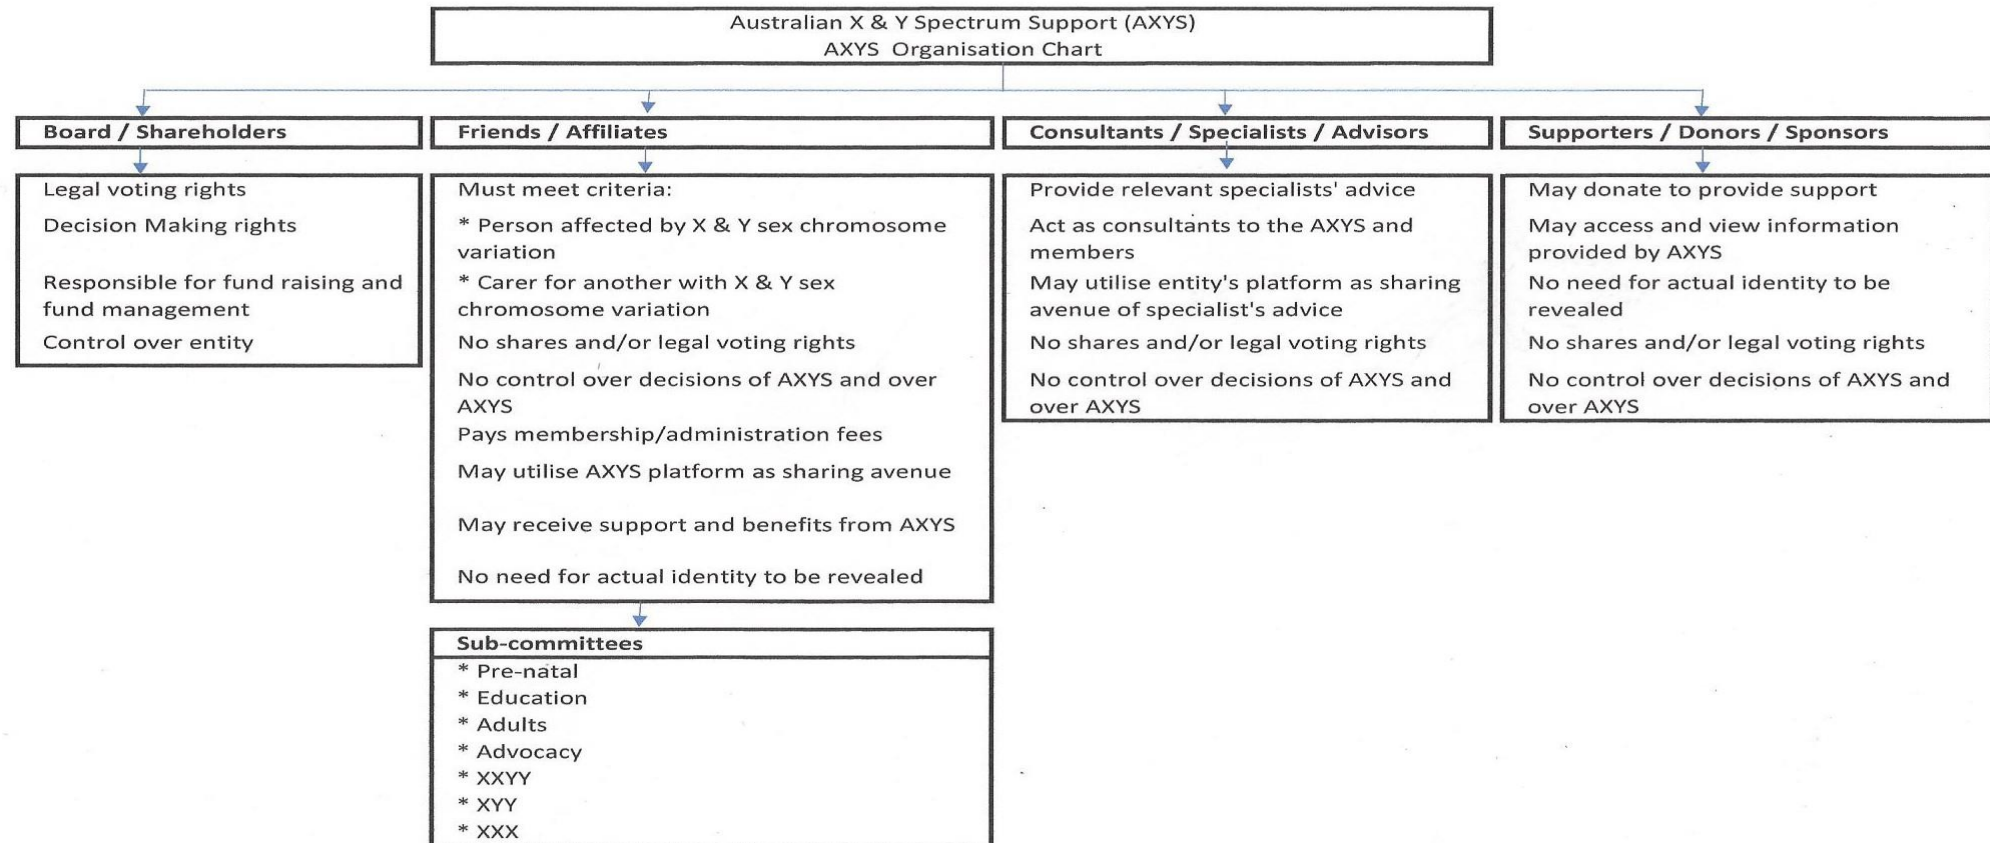 Australian X & Y Spectrum Support (AXYS)
AXYS Organisation Chart
Board / Shareholders
Legal voting rights
Decision Making rights
Responsible for fund raising and
fund management
Control over entity
Friends / Affiliates
Must meet criteria:
* Person affected by X & Y sex chromosome
variation
* Carer for another with X & Y sex
chromosome variation
No shares and/or legal voting rights
No control over decisions of AXYS and over
AXYS
Pays membership/administration fees
May utilise AXYS platform as sharing avenue
May receive support and benefits from AXYS
No need for actual identity to be revealed
Sub-committees
* Pre-natal
* Education
* Adults
* Advocacy
* XXYY
* XYY
* XXX
Consultants / Specialists / Advisors
Provide relevant specialists' advice
Act as consultants to the AXYS and
members
May utilise entity's platform as sharing
avenue of specialist's advice
No shares and/or legal voting rights
No control over decisions of AXYS and
over AXYS
Supporters / Donors / Sponsors
May donate to provide support
May access and view information
provided by AXYS
No need for actual identity to be
revealed
No shares and/or legal voting rights
No control over decisions of AXYS and
over AXYS